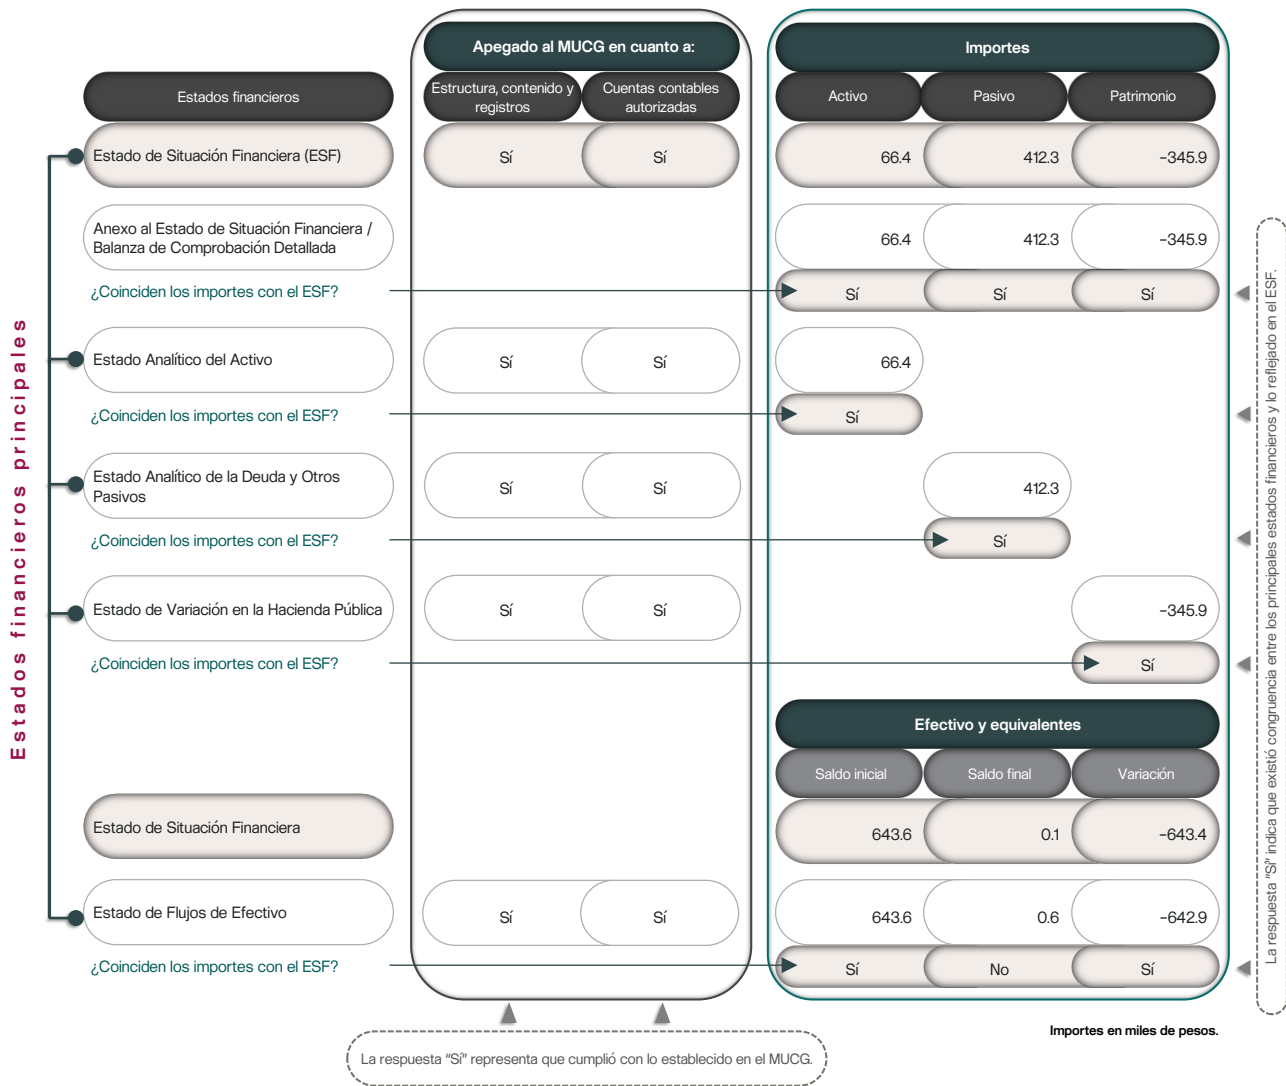 Apegado al MUCG en cuanto a:
Importes
Estados financieros
Estructura, contenido y
registros
Cuentas contables
autorizadas
Activo
Pasivo
Patrimonio
Estado de Situación Financiera (ESF)
Sí
Sí
66.4
412.3
-345.9
Anexo al Estado de Situación Financiera /
Balanza de Comprobación Detallada
66.4
412.3
-345.9
¿Coinciden los importes con el ESF?
Sí
Sí
Sí
Estado Analítico del Activo
Sí
Sí
66.4
¿Coinciden los importes con el ESF?
Sí
Estado Analítico de la Deuda y Otros
Pasivos
Sí
Sí
412.3
¿Coinciden los importes con el ESF?
Sí
Estado de Variación en la Hacienda Pública
Sí
Sí
-345.9
¿Coinciden los importes con el ESF?
Sí
Efectivo y equivalentes
Saldo inicial
Saldo final
Variación
Estado de Situación Financiera
643.6
0.1
-643.4
Estado de Flujos de Efectivo
Sí
Sí
643.6
0.6
-642.9
¿Coinciden los importes con el ESF?
Sí
No
Sí
Estados financieros principales
La respuesta "Sí" indica que existió congruencia entre los principales estados financieros y lo reflejado en el ESF.
Importes en miles de pesos.
La respuesta "Sí" representa que cumplió con lo establecido en el MUCG.